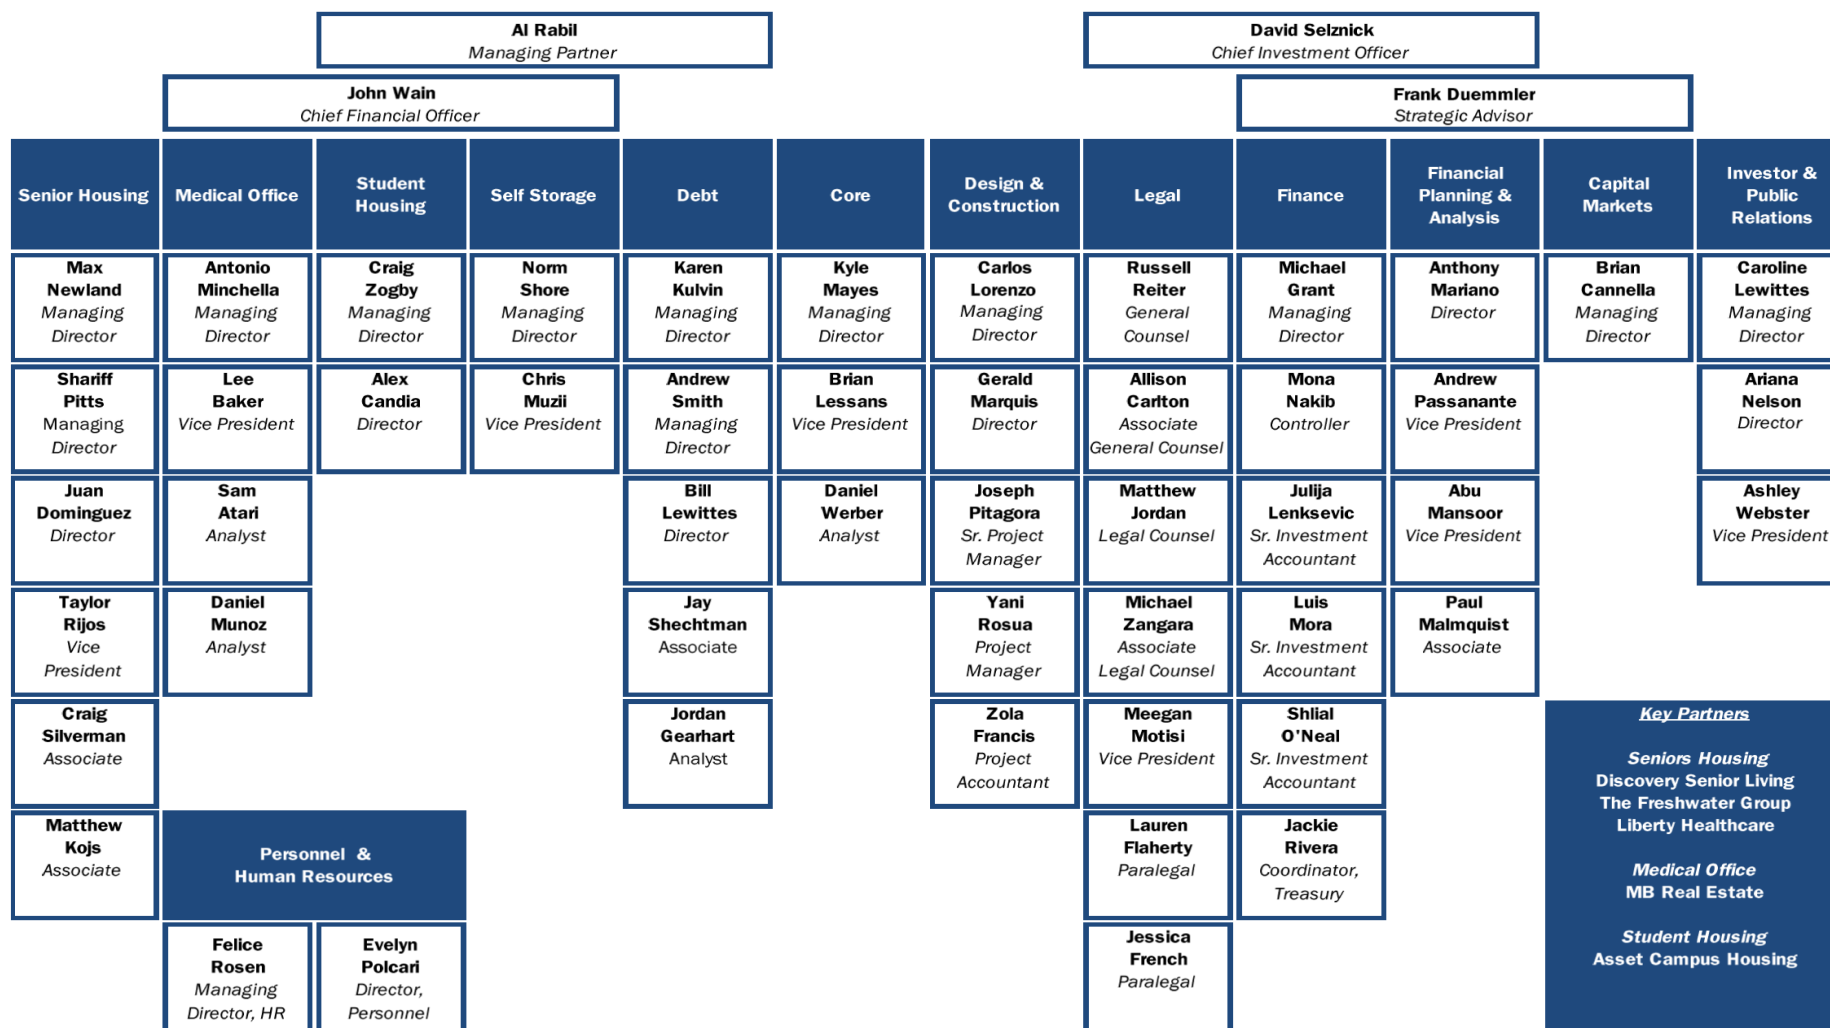 Al Rabil
Managing Partner
David Selznick
Chief Investment Officer
John Wain
Chief Financial Officer
Frank Duemmler
Strategic Advisor
Senior Housing
Medical Office
Student
Housing
Self Storage
Debt
Core
Design &
Construction
Legal
Finance
Financial
Planning &
Analysis
Capital
Markets
Investor &
Public
Relations
Max
Newland
Managing
Director
Antonio
Minchella
Managing
Director
Craig
Zogby
Managing
Director
Norm
Shore
Managing
Director
Karen
Kulvin
Managing
Director
Kyle
Mayes
Managing
Director
Carlos
Lorenzo
Managing
Director
Russell
Reiter
General
Counsel
Michael
Grant
Managing
Director
Anthony
Mariano
Director
Brian
Cannella
Managing
Director
Caroline
Lewittes
Managing
Director
Shariff
Pitts
Managing
Director
Lee
Baker
Vice President
Alex
Candia
Director
Chris
Muzii
Vice President
Andrew
Smith
Managing
Director
Brian
Lessans
Vice President
Gerald
Marquis
Director
Allison
Carlton
Associate
General Counsel
Mona
Nakib
Controller
Andrew
Passanante
Vice President
Ariana
Nelson
Director
Juan
Dominguez
Director
Sam
Atari
Analyst
Bill
Lewittes
Director
Daniel
Werber
Analyst
Joseph
Pitagora
Sr. Project
Manager
Matthew
Jordan
Legal Counsel
Julija
Lenksevic
Sr. Investment
Accountant
Abu
Mansoor
Vice President
Ashley
Webster
Vice President
Taylor
Rijos
Vice
President
Daniel
Munoz
Analyst
Jay
Shechtman
Associate
Yani
Rosua
Project
Manager
Michael
Zangara
Associate
Legal Counsel
Luis
Mora
Sr. Investment
Accountant
Paul
Malmquist
Associate
Craig
Silverman
Associate
Jordan
Gearhart
Analyst
Zola
Francis
Project
Accountant
Meegan
Motisi
Vice President
Shlial
O'Neal
Sr. Investment
Accountant
Matthew
Kojs
Associate
Personnel &
Human Resources
Lauren
Flaherty
Paralegal
Jackie
Rivera
Coordinator,
Treasury
Felice
Rosen
Managing
Director, HR
Evelyn
Polcari
Director,
Personnel
Jessica
French
Paralegal
Key Partners
Seniors Housing
Discovery Senior Living
The Freshwater Group
Liberty Healthcare
Medical Office
MB Real Estate
Student Housing
Asset Campus Housing